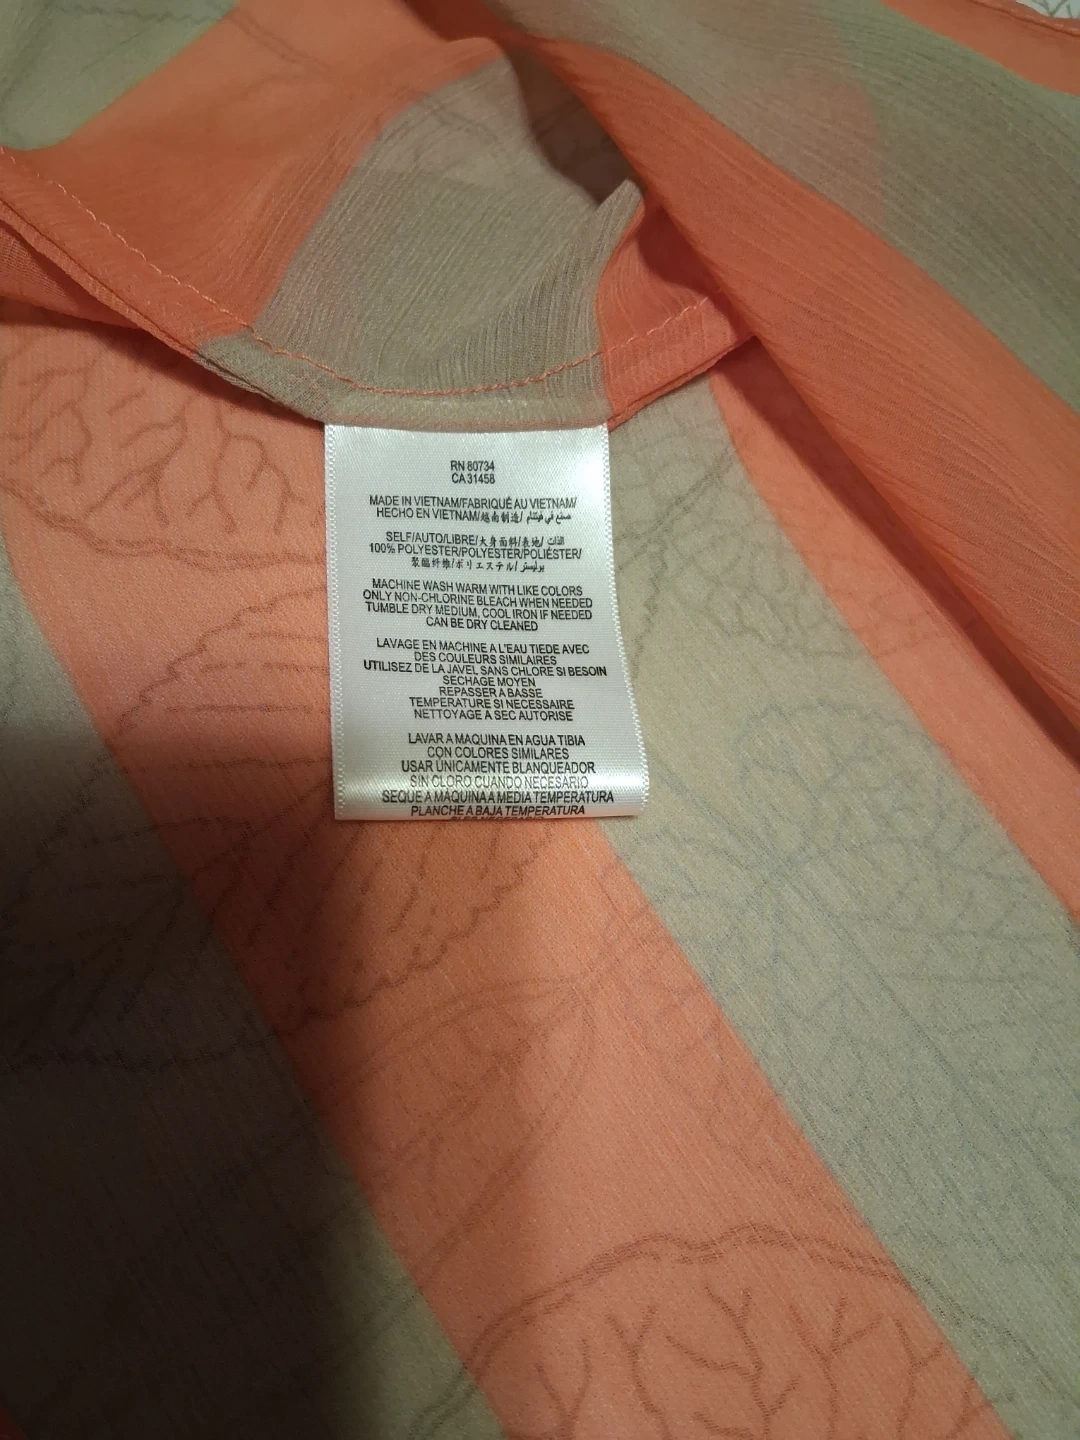 RN 80734
CA 31458
MADE IN VIETNAM/FABRIQUÉ AU VIETNAM/
HECHO EN VIETNAM/越南制造/ صنع في فيتنام
SELF/AUTO/LIBRE/大身面料/表地/ الذات
100% POLYESTER/POLYESTER/POLIÉSTER/
聚酯纤维/ポリエステル/ بوليستر
MACHINE WASH WARM WITH LIKE COLORS
ONLY NON-CHLORINE BLEACH WHEN NEEDED
TUMBLE DRY MEDIUM, COOL IRON IF NEEDED
CAN BE DRY CLEANED
LAVAGE EN MACHINE A L'EAU TIEDE AVEC
DES COULEURS SIMILAIRES
UTILISEZ DE LA JAVEL SANS CHLORE SI BESOIN
SECHAGE MOYEN
REPASSER A BASSE
TEMPERATURE SI NECESSAIRE
NETTOYAGE A SEC AUTORISE
LAVAR A MAQUINA EN AGUA TIBIA
CON COLORES SIMILARES
USAR ÚNICAMENTE BLANQUEADOR
SIN CLORO CUANDO NECESARIO
SEQUE A MAQUINA A MEDIA TEMPERATURA
PLANCHE A BAJA TEMPERATURA